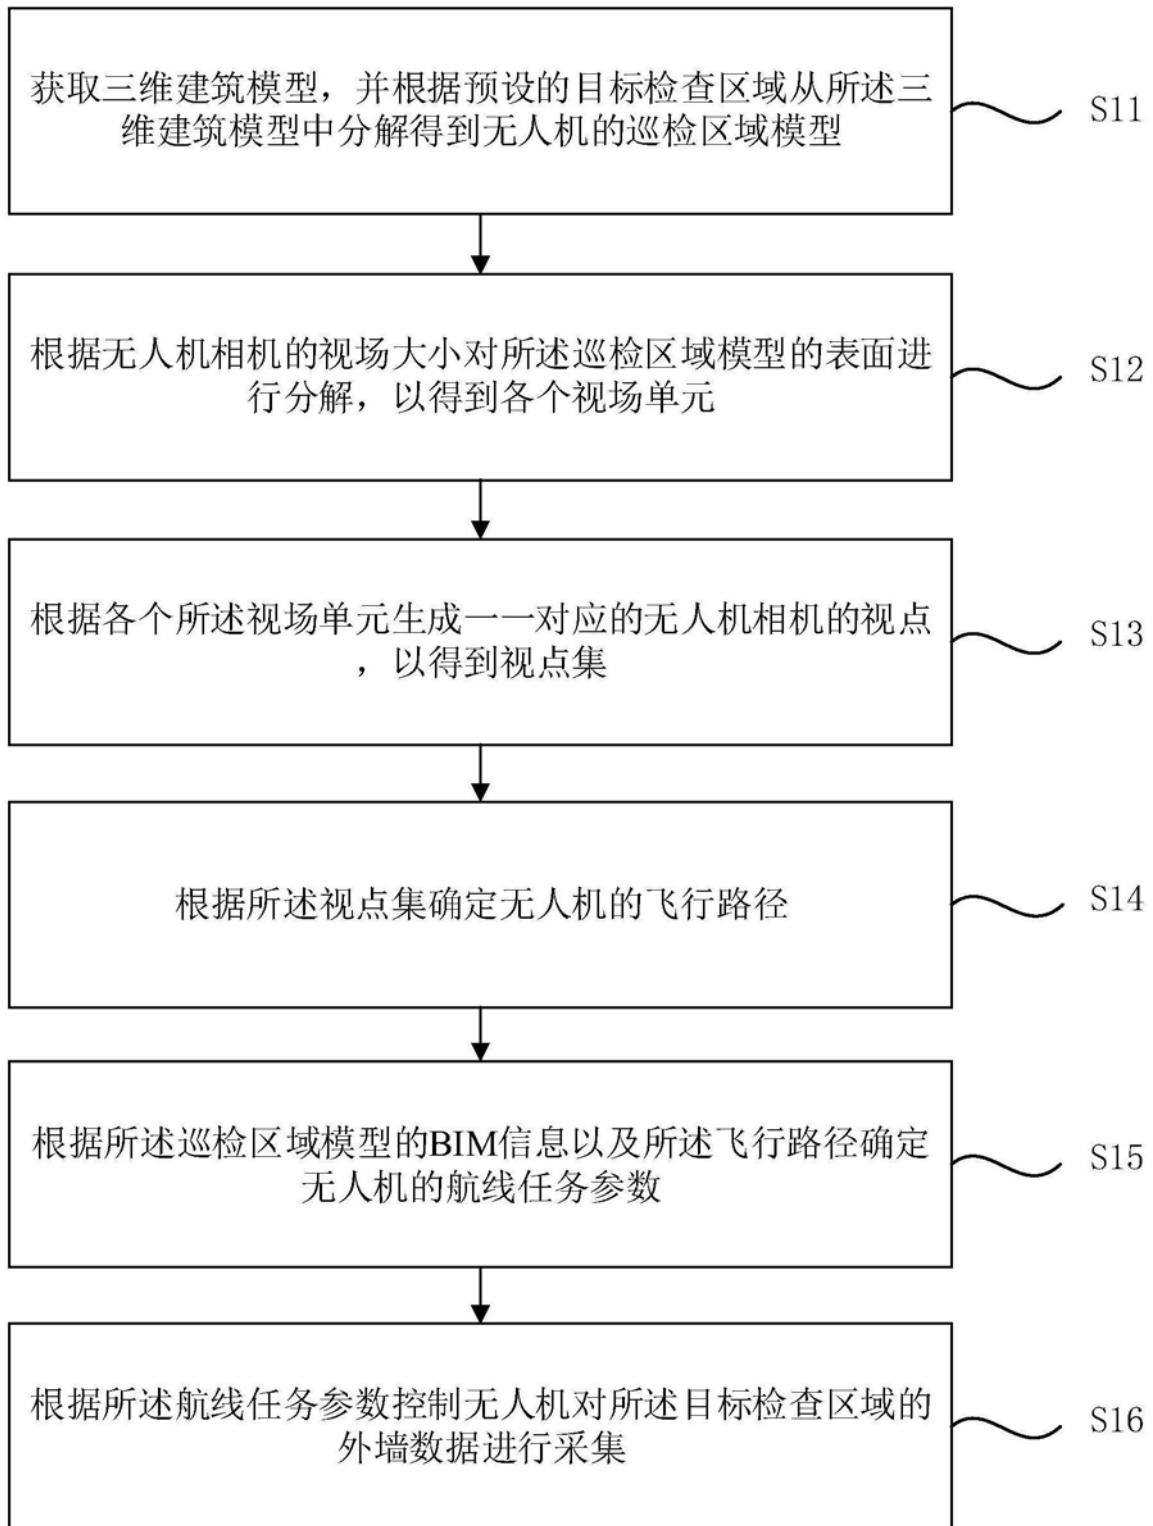 获取三维建筑模型，并根据预设的目标检查区域从所述三
维建筑模型中分解得到无人机的巡检区域模型
S11
根据无人机相机的视场大小对所述巡检区域模型的表面进
行分解，以得到各个视场单元
S12
根据各个所述视场单元生成一一对应的无人机相机的视点
，以得到视点集
S13
根据所述视点集确定无人机的飞行路径
S14
根据所述巡检区域模型的BIM信息以及所述飞行路径确定
无人机的航线任务参数
S15
根据所述航线任务参数控制无人机对所述目标检查区域的
外墙数据进行采集
S16